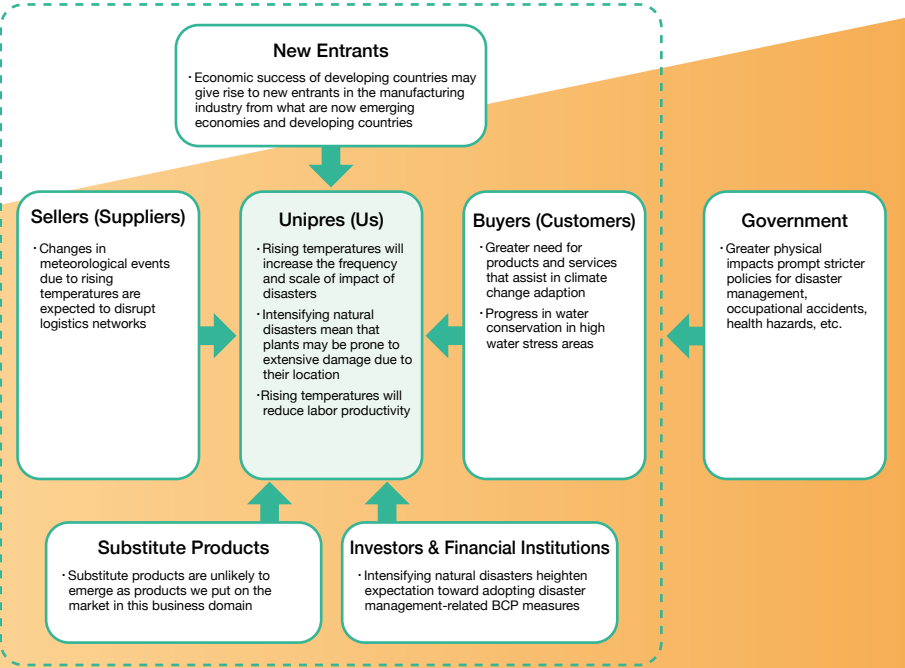 New Entrants
· Economic success of developing countries may
give rise to new entrants in the manufacturing
industry from what are now emerging
economies and developing countries
Sellers (Suppliers)
· Changes in
meteorological events
due to rising
temperatures are
expected to disrupt
logistics networks
Unipres (Us)
· Rising temperatures will
increase the frequency
and scale of impact of
disasters
· Intensifying natural
disasters mean that
plants may be prone to
extensive damage due to
their location
· Rising temperatures will
reduce labor productivity
Buyers (Customers)
· Greater need for
products and services
that assist in climate
change adaption
· Progress in water
conservation in high
water stress areas
Government
· Greater physical
impacts prompt stricter
policies for disaster
management,
occupational accidents,
health hazards, etc.
Substitute Products
· Substitute products are unlikely to
emerge as products we put on the
market in this business domain
Investors & Financial Institutions
· Intensifying natural disasters heighten
expectation toward adopting disaster
management-related BCP measures